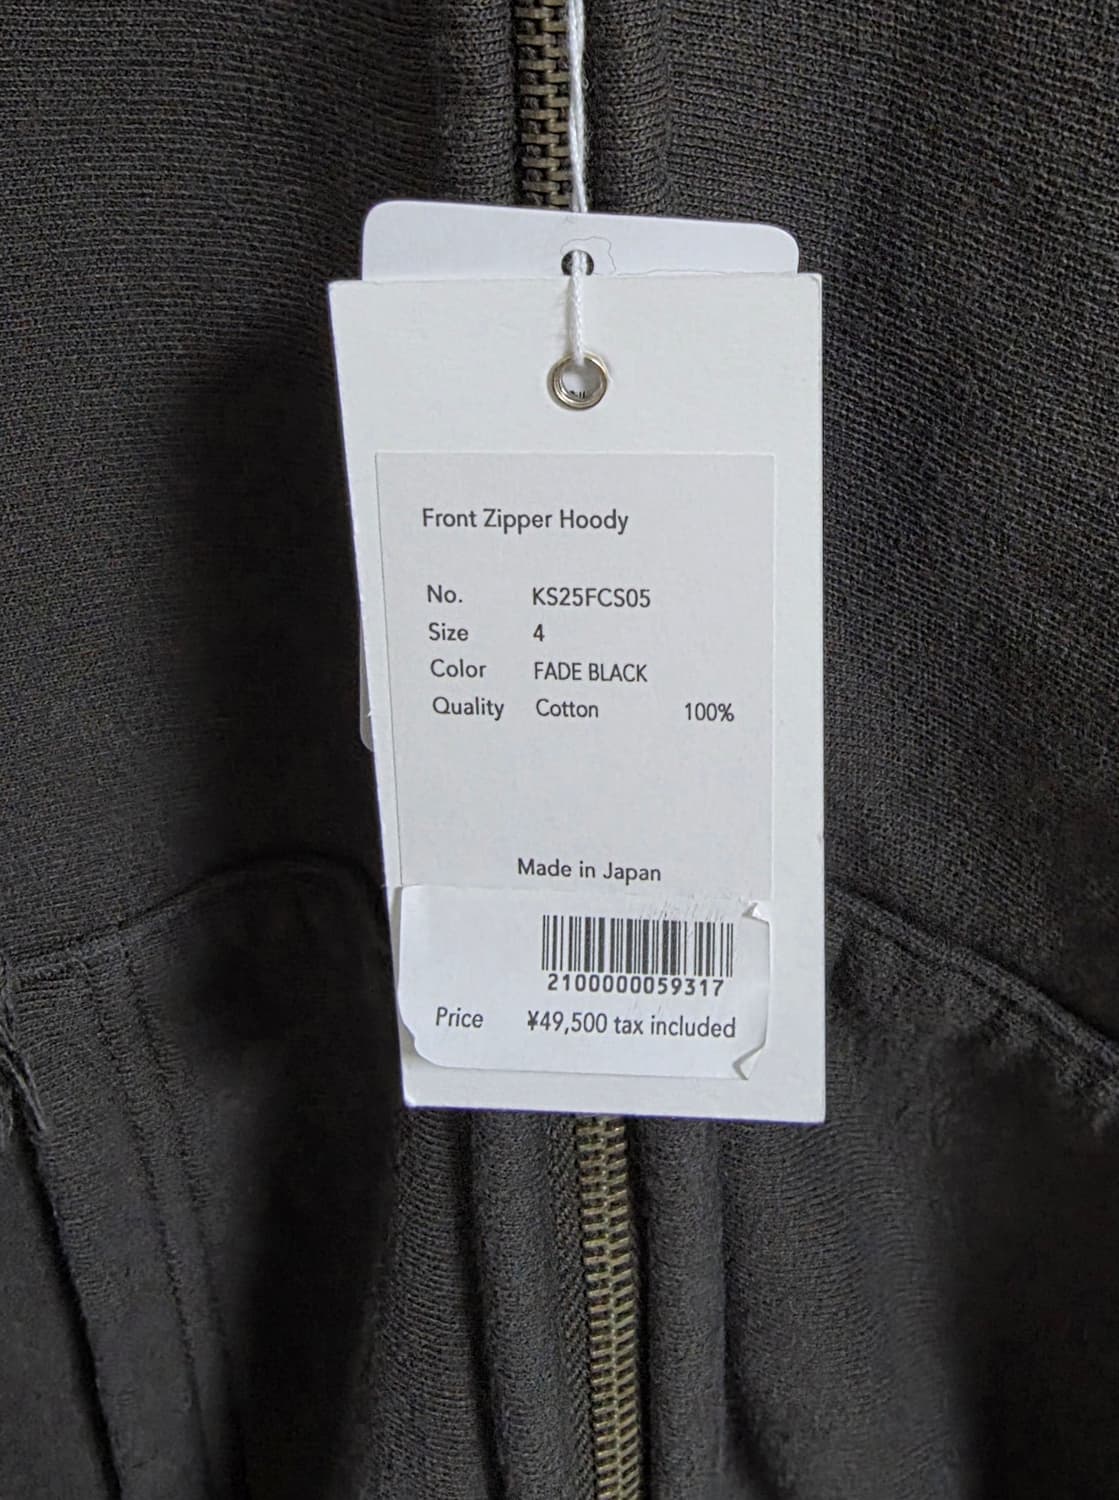 Front Zipper Hoody
No. KS25FCS05
Size 4
Color FADE BLACK
Quality Cotton 100%
Made in Japan
2100000059317
Price ¥49,500 tax included